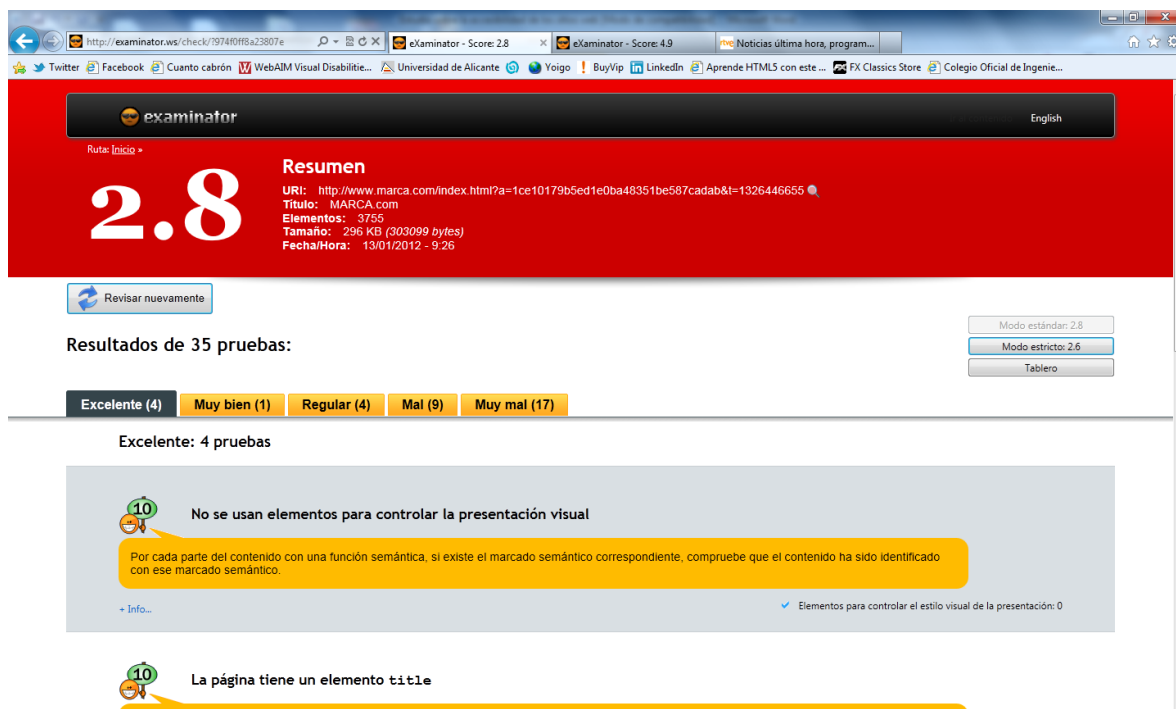 http://examinator.ws/check/?974f0ff8a23807e
eXaminator - Score: 2.8
eXaminator - Score: 4.9
rtve Noticias última hora, program...
Twitter Facebook Cuanto cabrón WebAIM Visual Disabilitie... Universidad de Alicante Yoigo BuyVip LinkedIn Aprende HTML5 con este ... FX Classics Store Colegio Oficial de Ingenie...
examinator
English
Ruta: Inicio »
2.8
Resumen
URI: http://www.marca.com/index.html?a=1ce10179b5ed1e0ba48351be587cadab&t=1326446655
Título: MARCA.com
Elementos: 3755
Tamaño: 296 KB (303099 bytes)
Fecha/Hora: 13/01/2012 - 9:26
Revisar nuevamente
Modo estándar: 2.8
Resultados de 35 pruebas:
Modo estricto: 2.6
Tablero
Excelente (4) Muy bien (1) Regular (4) Mal (9) Muy mal (17)
Excelente: 4 pruebas
10
No se usan elementos para controlar la presentación visual
Por cada parte del contenido con una función semántica, si existe el marcado semántico correspondiente, compruebe que el contenido ha sido identificado
con ese marcado semántico.
+ Info...
Elementos para controlar el estilo visual de la presentación: 0
10
La página tiene un elemento title